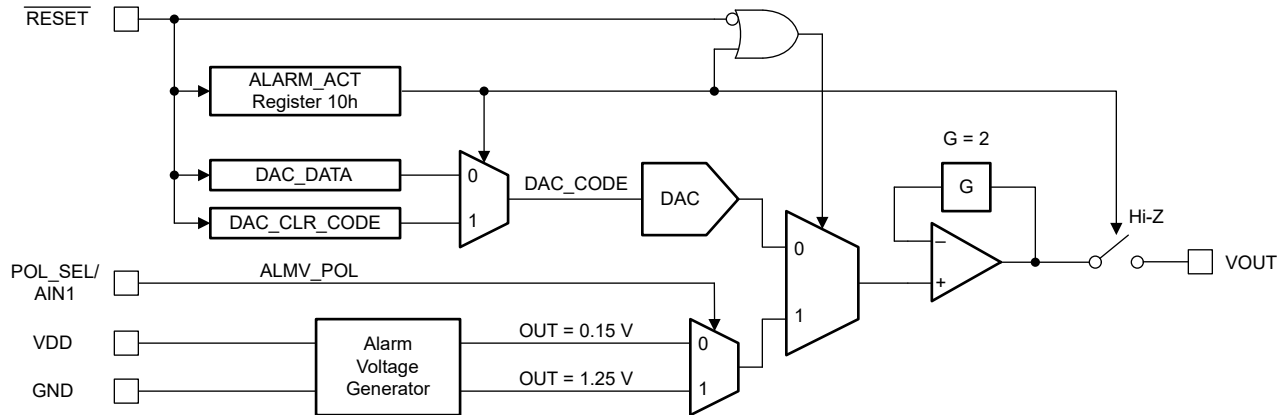 RESET
ALARM_ACT
Register 10h
G = 2
DAC_DATA
0
DAC_CODE
DAC
G
DAC_CLR_CODE
1
Hi-Z
0
–
VOUT
POL_SEL/
AIN1
ALMV_POL
+
1
VDD
Alarm
Voltage
Generator
OUT = 0.15 V
0
GND
OUT = 1.25 V
1